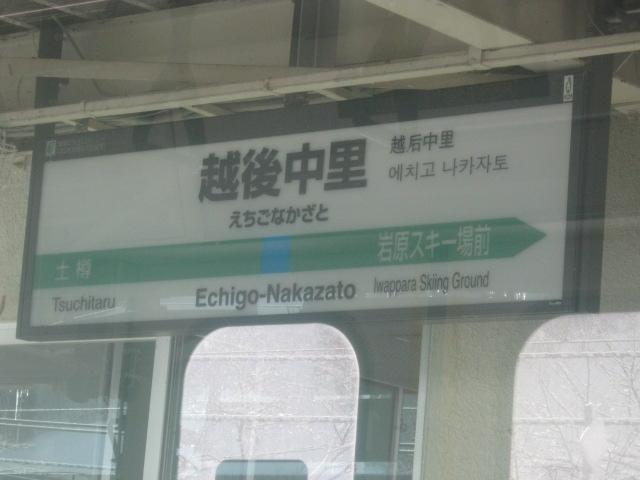 越後中里
えちごなかざと
越后中里
에치고 나카자토
土樽
岩原スキー場前
Tsuchitaru
Echigo-Nakazato
Iwappara Skiing Ground